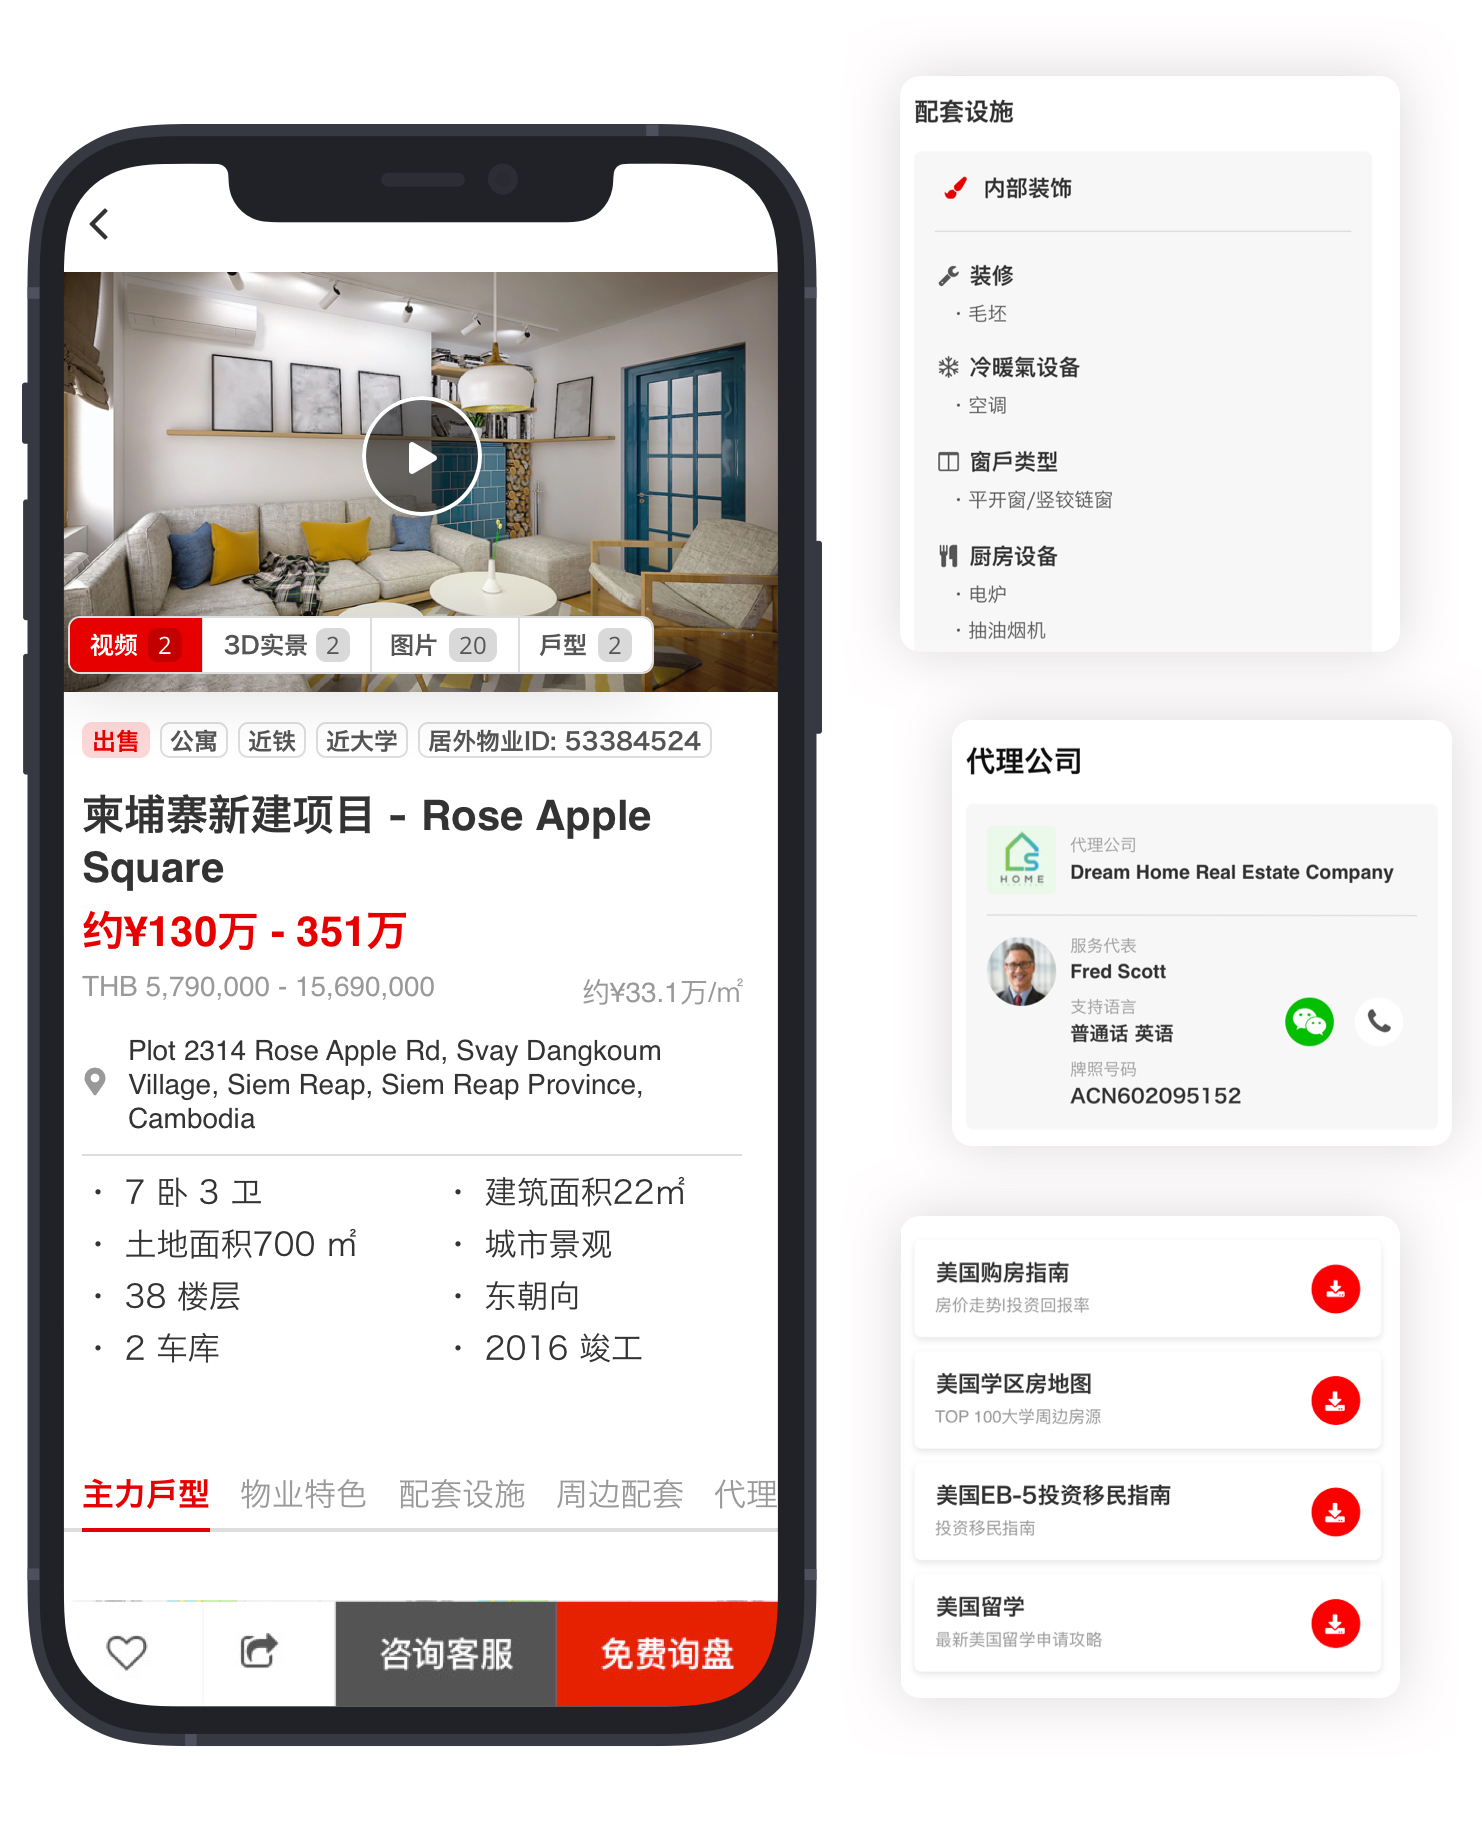 视频 2
3D实景 2
图片 20
戶型 2
出售
公寓
近铁
近大学
居外物业ID: 53384524
柬埔寨新建项目 - Rose Apple
Square
约¥130万 - 351万
THB 5,790,000 - 15,690,000
约¥33.1万/㎡
Plot 2314 Rose Apple Rd, Svay Dangkoum
Village, Siem Reap, Siem Reap Province,
Cambodia
· 7 卧 3 卫
· 建筑面积22㎡
· 土地面积700 ㎡
· 城市景观
· 38 楼层
· 东朝向
· 2 车库
· 2016 竣工
主力戶型 物业特色 配套设施 周边配套 代理
咨询客服
免费询盘
配套设施
内部装饰
装修
· 毛坯
冷暖氣设备
· 空调
窗戶类型
· 平开窗/竖铰链窗
厨房设备
· 电炉
· 抽油烟机
代理公司
HOME
代理公司
Dream Home Real Estate Company
服务代表
Fred Scott
支持语言
普通话 英语
牌照号码
ACN602095152
美国购房指南
房价走势|投资回报率
美国学区房地图
TOP 100大学周边房源
美国EB-5投资移民指南
投资移民指南
美国留学
最新美国留学申请攻略